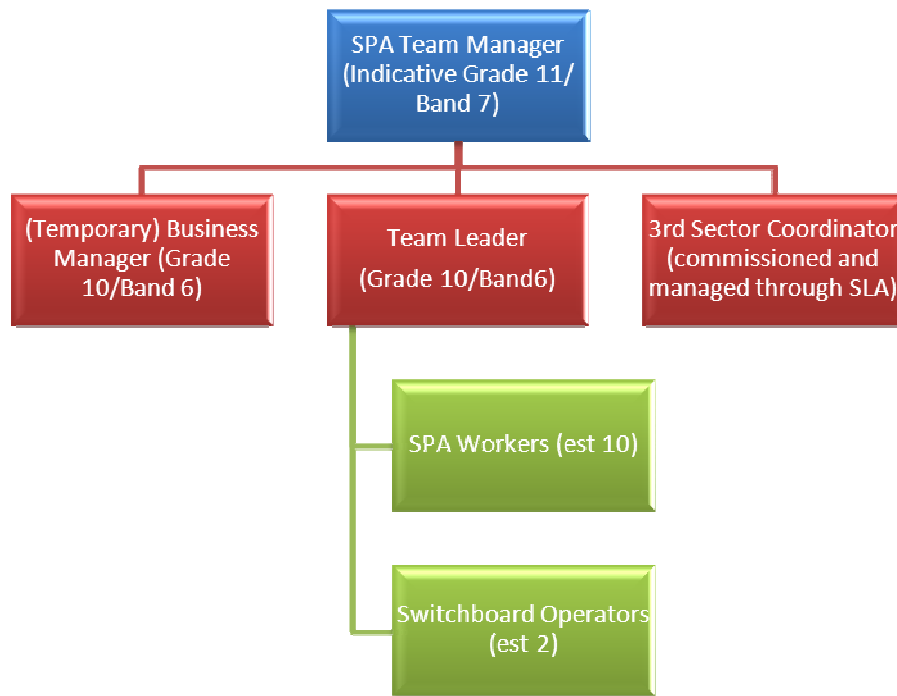 SPA Team Manager
(Indicative Grade 11/
Band 7)
(Temporary) Business
Manager (Grade
10/Band 6)
Team Leader
(Grade 10/Band6)
3rd Sector Coordinator
(commissioned and
managed through SLA)
SPA Workers (est 10)
Switchboard Operators
(est 2)